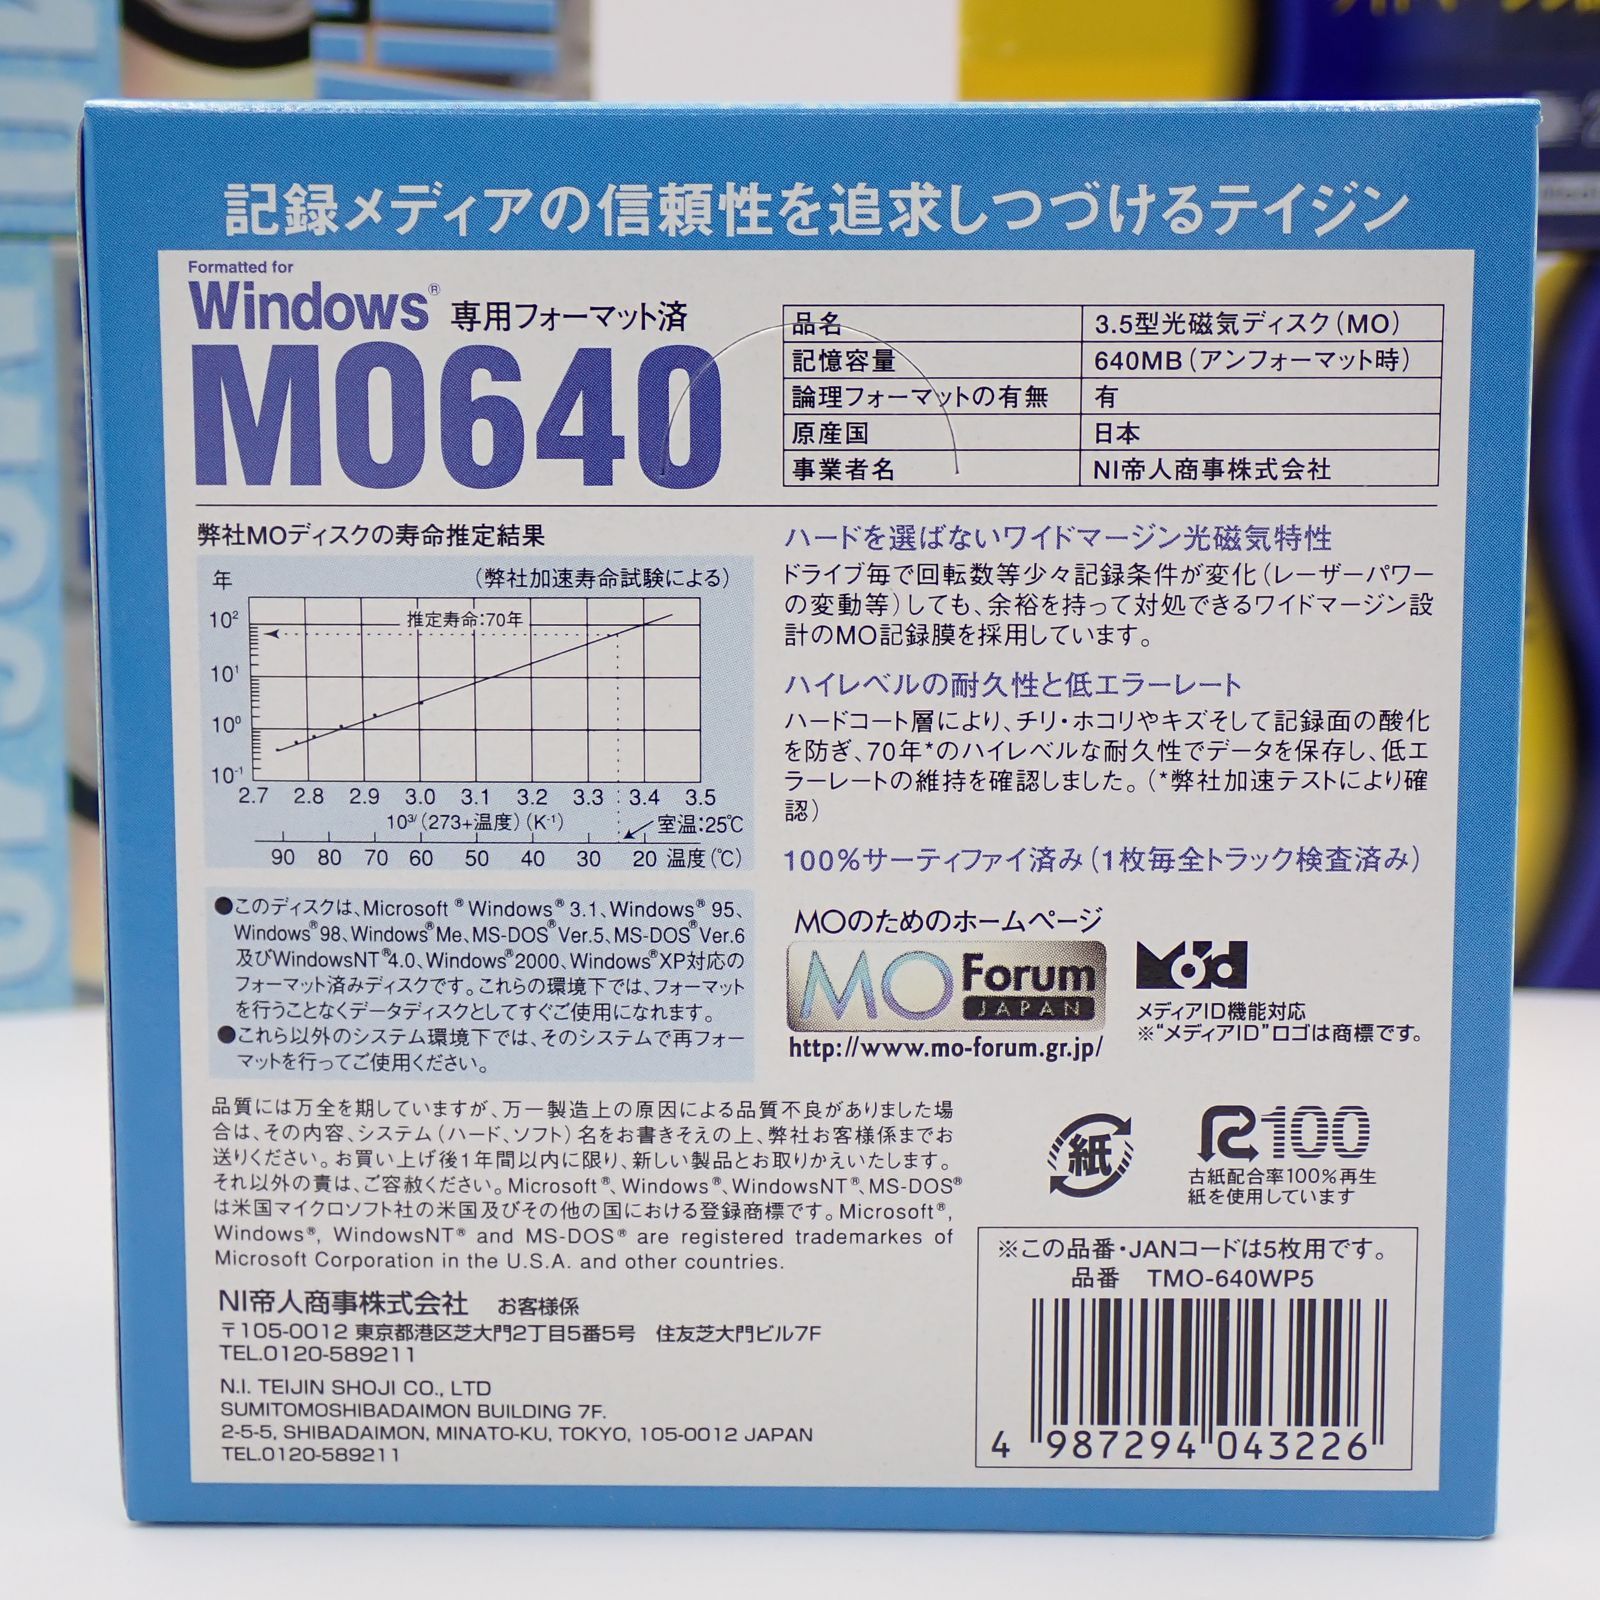 記録メディアの信頼性を追求しつづけるテイジン
Formatted for
Windows® 専用フォーマット済
MO640
品名 3.5型光磁気ディスク(MO)
記憶容量 640MB(アンフォーマット時)
論理フォーマットの有無 有
原産国 日本
事業者名 NI帝人商事株式会社
弊社MOディスクの寿命推定結果
年 (弊社加速寿命試験による)
推定寿命:70年
10²
10¹
10⁰
10⁻¹
2.7 2.8 2.9 3.0 3.1 3.2 3.3 3.4 3.5
10³/(273+温度)(K⁻¹) 室温:25℃
90 80 70 60 50 40 30 20 温度(℃)
●このディスクは、Microsoft®Windows®3.1、Windows®95、
Windows®98、Windows®Me、MS-DOS®Ver.5、MS-DOS®Ver.6
及びWindowsNT®4.0、Windows®2000、Windows®XP対応の
フォーマット済みディスクです。これらの環境下では、フォーマット
を行うことなくデータディスクとしてすぐご使用になれます。
●これら以外のシステム環境下では、そのシステムで再フォー
マットを行ってご使用ください。
ハードを選ばないワイドマージン光磁気特性
ドライブ毎で回転数等少々記録条件が変化(レーザーパワー
の変動等)しても、余裕を持って対処できるワイドマージン設
計のMO記録膜を採用しています。
ハイレベルの耐久性と低エラーレート
ハードコート層により、チリ・ホコリやキズそして記録面の酸化
を防ぎ、70年*のハイレベルな耐久性でデータを保存し、低エ
ラーレートの維持を確認しました。(*弊社加速テストにより確
認)
100%サーティファイ済み(1枚毎全トラック検査済み)
MOのためのホームページ
MO Forum
JAPAN
http://www.mo-forum.gr.jp/
メディアID機能対応
※“メディアID”ロゴは商標です。
品質には万全を期していますが、万一製造上の原因による品質不良がありました場
合は、その内容、システム(ハード、ソフト)名をお書きそえの上、弊社お客様係までお
送りください。お買い上げ後1年間以内に限り、新しい製品とお取りかえいたします。
それ以外の責は、ご容赦ください。Microsoft®、Windows®、WindowsNT®、MS-DOS®
は米国マイクロソフト社の米国及びその他の国における登録商標です。Microsoft®,
Windows®, WindowsNT® and MS-DOS® are registered trademarkes of
Microsoft Corporation in the U.S.A. and other countries.
紙
R100
古紙配合率100%再生
紙を使用しています
NI帝人商事株式会社 お客様係
〒105-0012 東京都港区芝大門2丁目5番5号 住友芝大門ビル7F
TEL.0120-589211
N.I. TEIJIN SHOJI CO., LTD
SUMITOMOSHIBADAIMON BUILDING 7F.
2-5-5, SHIBADAIMON, MINATO-KU, TOKYO, 105-0012 JAPAN
TEL.0120-589211
※この品番・JANコードは5枚用です。
品番 TMO-640WP5
4 987294 043226